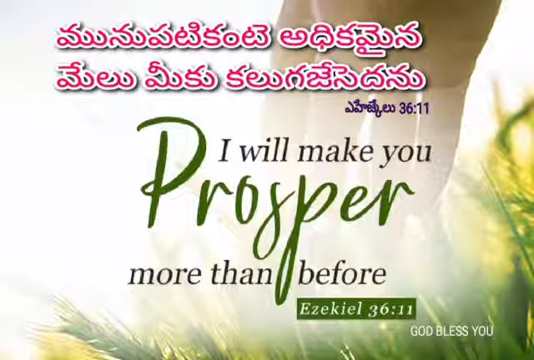 మునుపటికంటె అధికమైన
మేలు మీకు కలుగజేసెదను
ఎహేజ్కేలు 36:11
I will make you
Prosper
more than before
Ezekiel 36:11
GOD BLESS YOU